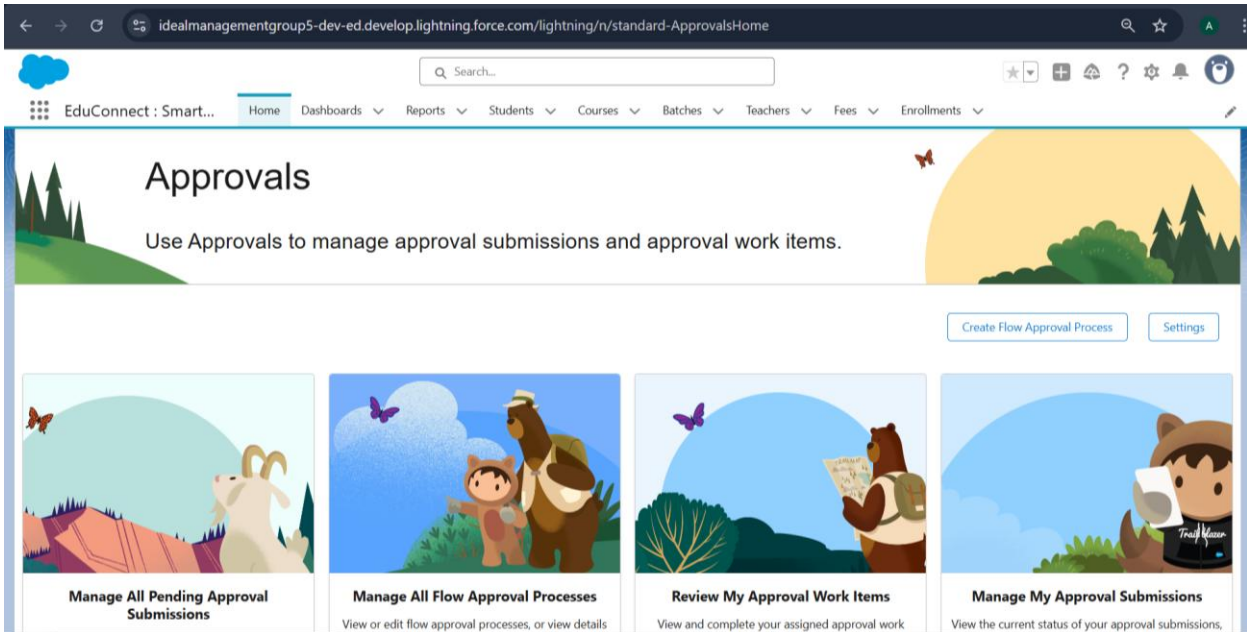 idealmanagementgroup5-dev-ed.develop.lightning.force.com/lightning/n/standard-ApprovalsHome
A
Search...
EduConnect : Smart... Home Dashboards Reports Students Courses Batches Teachers Fees Enrollments
Approvals
Use Approvals to manage approval submissions and approval work items.
Create Flow Approval Process Settings
Trailblazer
Manage All Pending Approval
Submissions
Manage All Flow Approval Processes
View or edit flow approval processes, or view details
Review My Approval Work Items
View and complete your assigned approval work
Manage My Approval Submissions
View the current status of your approval submissions,